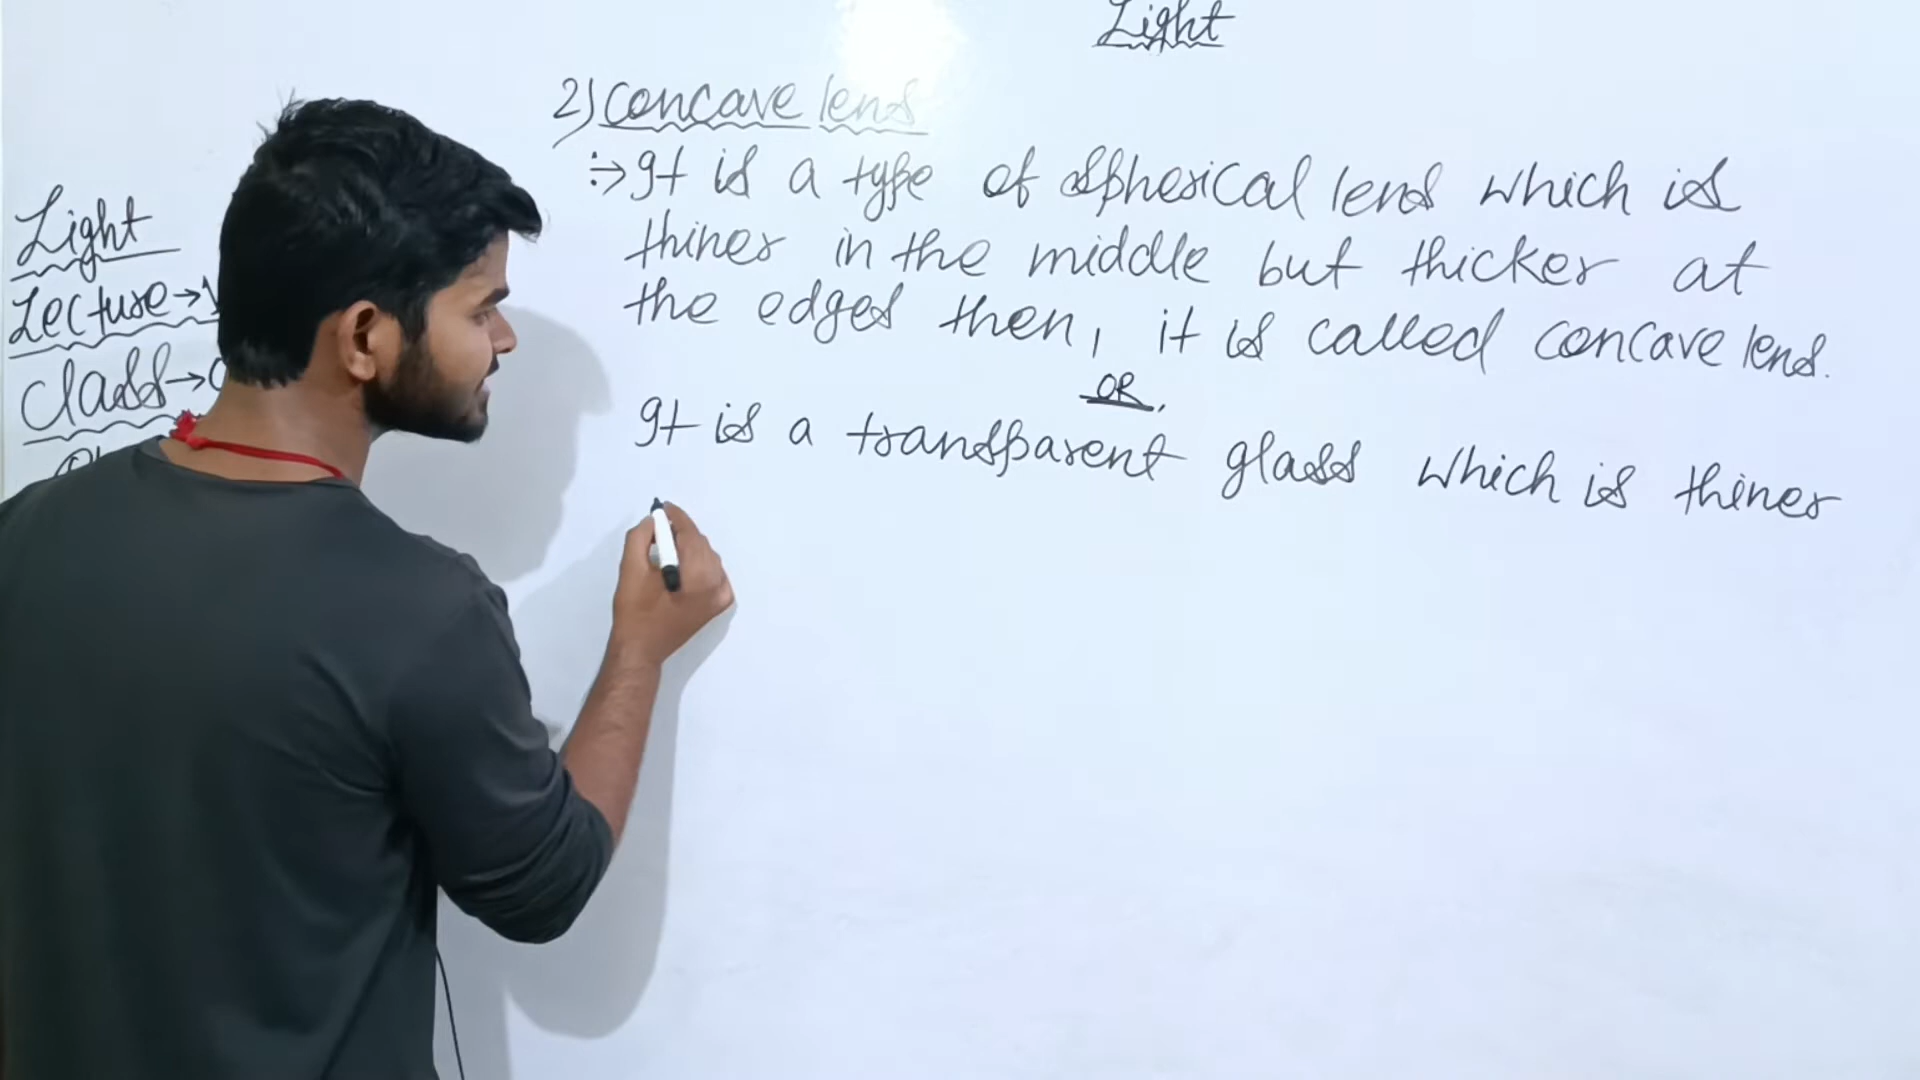 Light
2) Concave lens
It is a type of spherical lens which is
thiner in the middle but thicker at
the edges then, it is called concave lens.
OR,
It is a transparent glass which is thiner
Light
Lecture→1
Class→